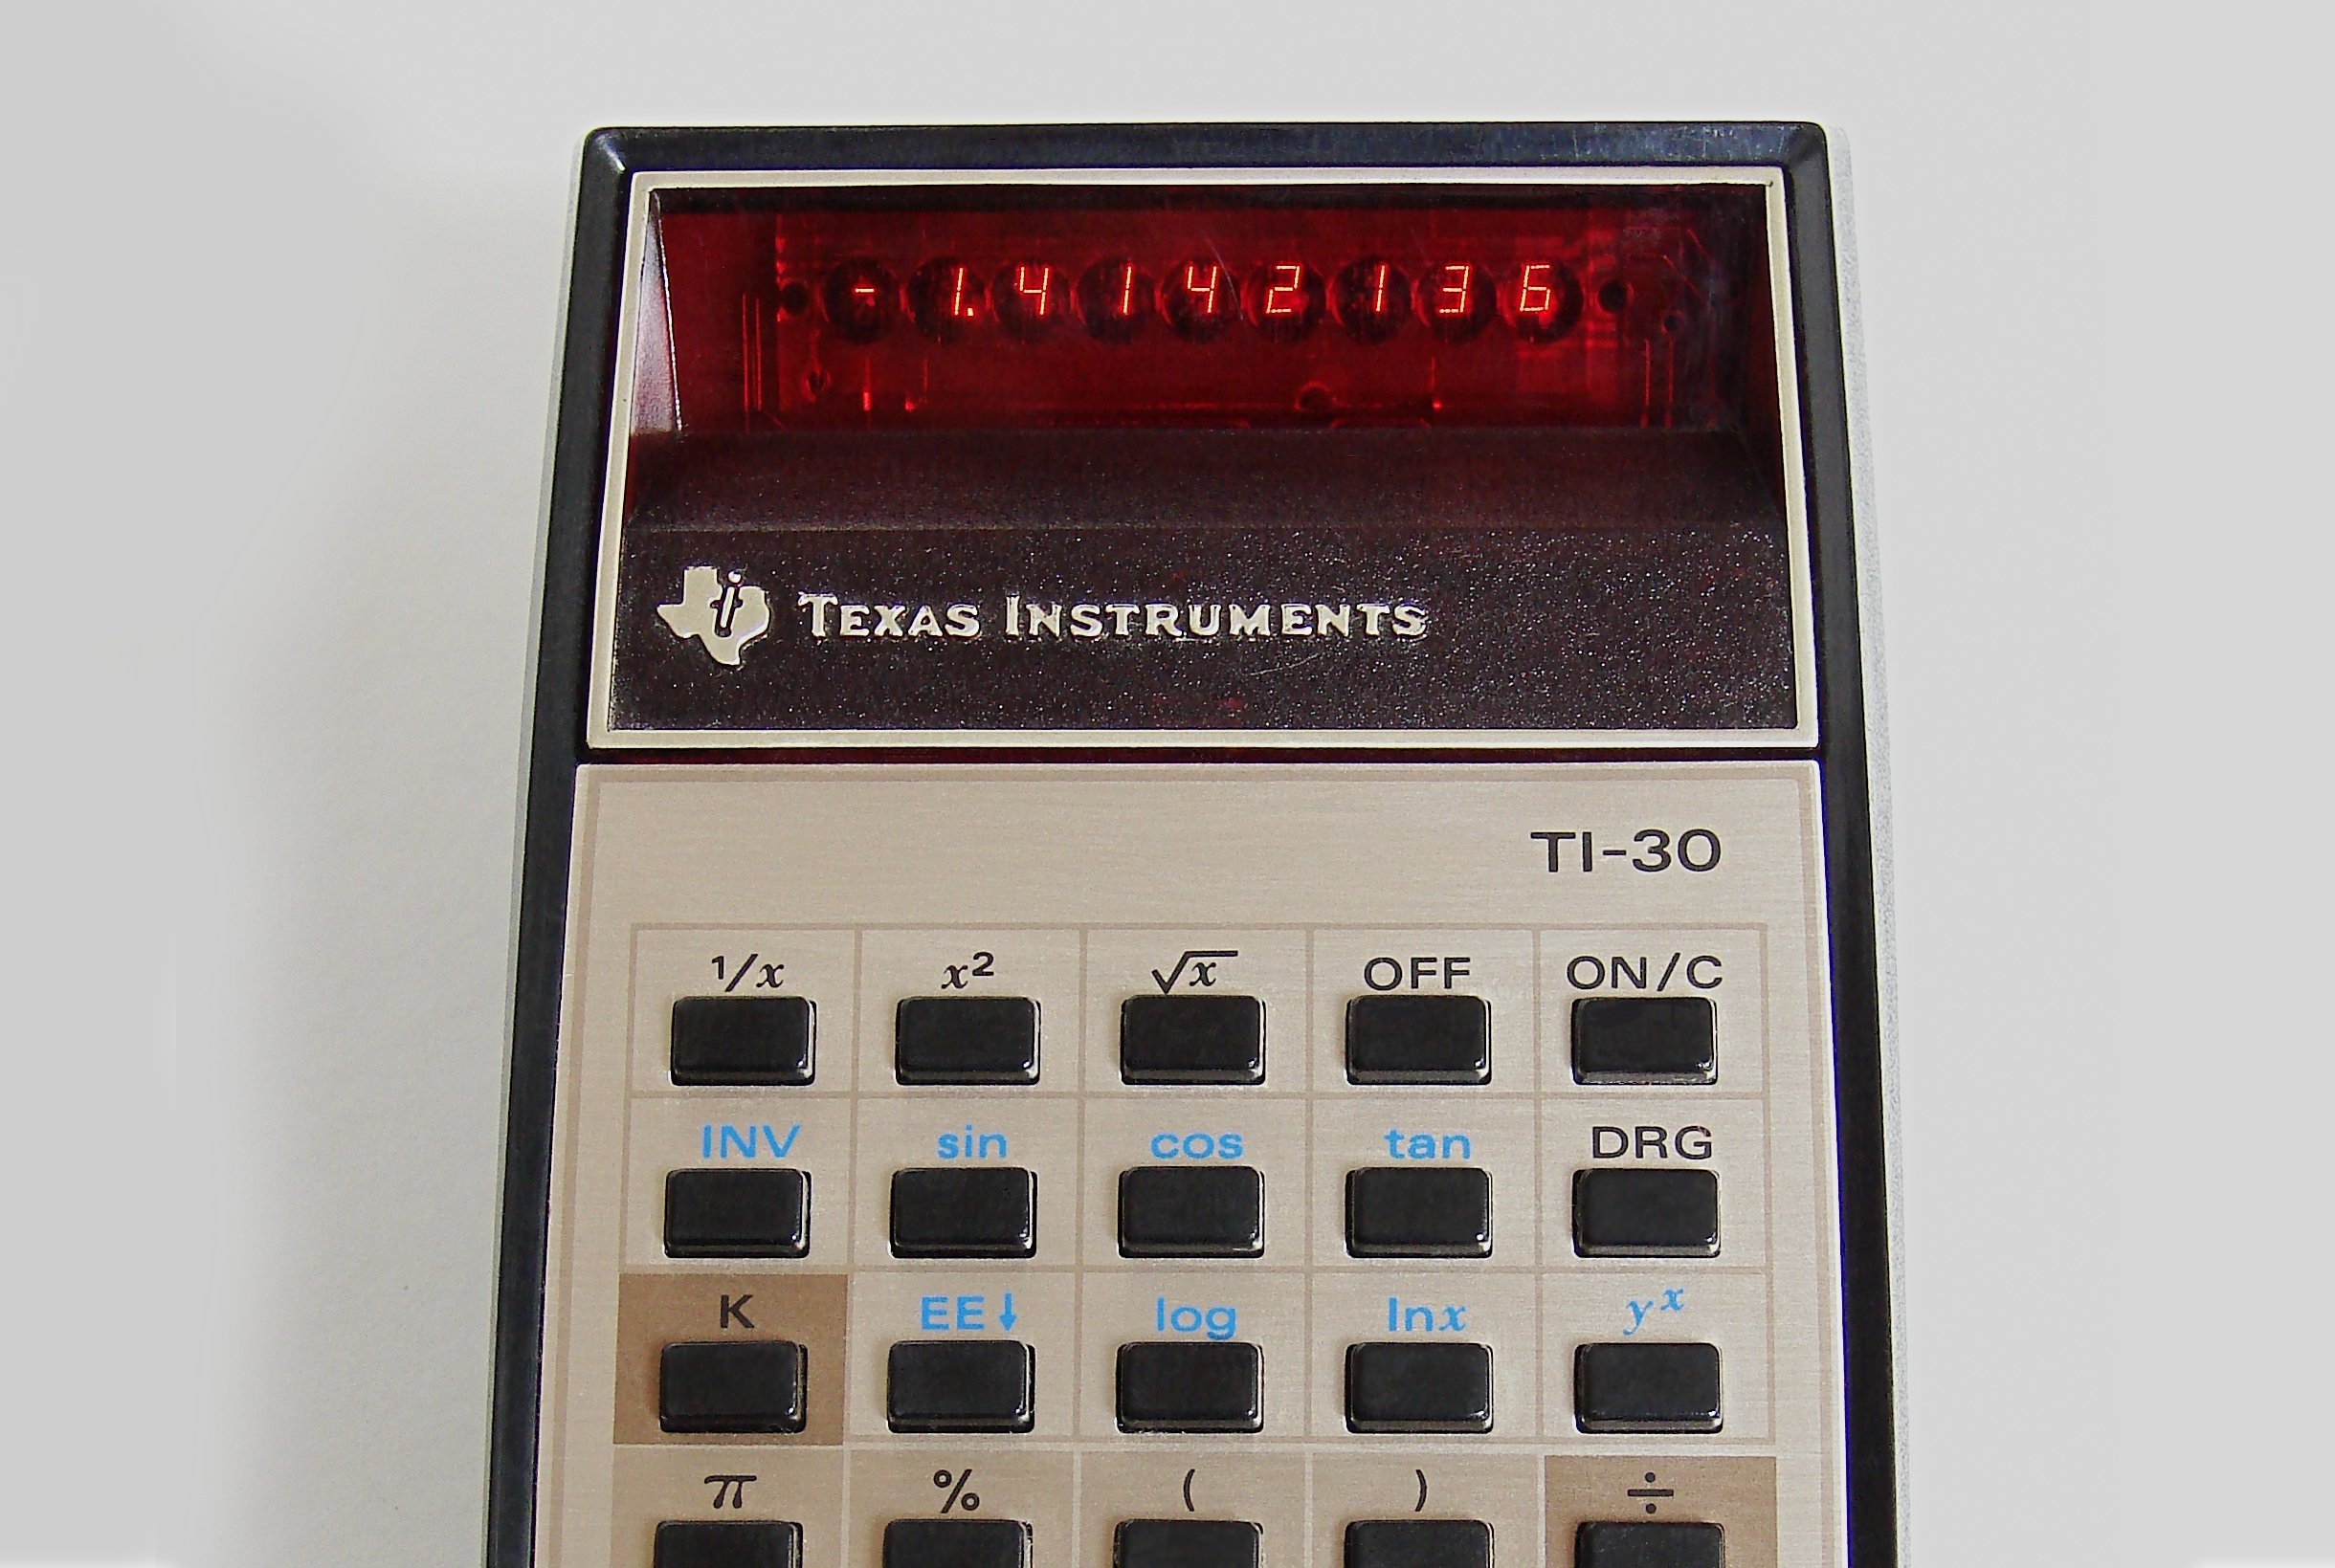 -1.4142136
TEXAS INSTRUMENTS
TI-30
1/x x² √x OFF ON/C
INV sin cos tan DRG
K EE↓ log lnx yˣ
π % ( ) ÷